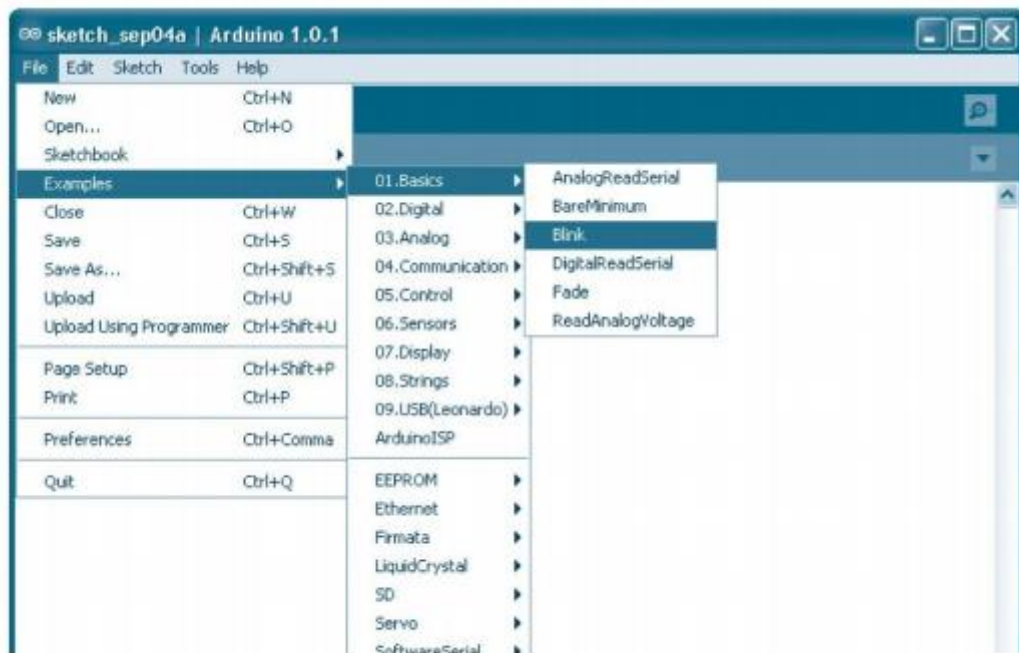 sketch_sep04a | Arduino 1.0.1
File Edit Sketch Tools Help
New Ctrl+N
Open... Ctrl+O
Sketchbook
Examples
Close Ctrl+W
Save Ctrl+S
Save As... Ctrl+Shift+S
Upload Ctrl+U
Upload Using Programmer Ctrl+Shift+U
Page Setup Ctrl+Shift+P
Print Ctrl+P
Preferences Ctrl+Comma
Quit Ctrl+Q
01.Basics
02.Digital
03.Analog
04.Communication
05.Control
06.Sensors
07.Display
08.Strings
09.USB(Leonardo)
ArduinoISP
EEPROM
Ethernet
Firmata
LiquidCrystal
SD
Servo
SoftwareSerial
AnalogReadSerial
BareMinimum
Blink
DigitalReadSerial
Fade
ReadAnalogVoltage